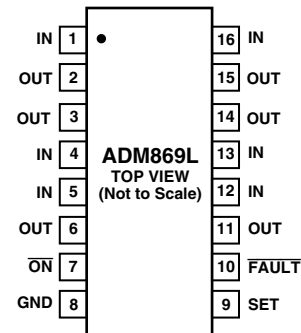 IN 1 16 IN
OUT 2 15 OUT
OUT 3 14 OUT
IN 4 ADM869L 13 IN
TOP VIEW
IN 5 (Not to Scale) 12 IN
OUT 6 11 OUT
ON 7 10 FAULT
GND 8 9 SET